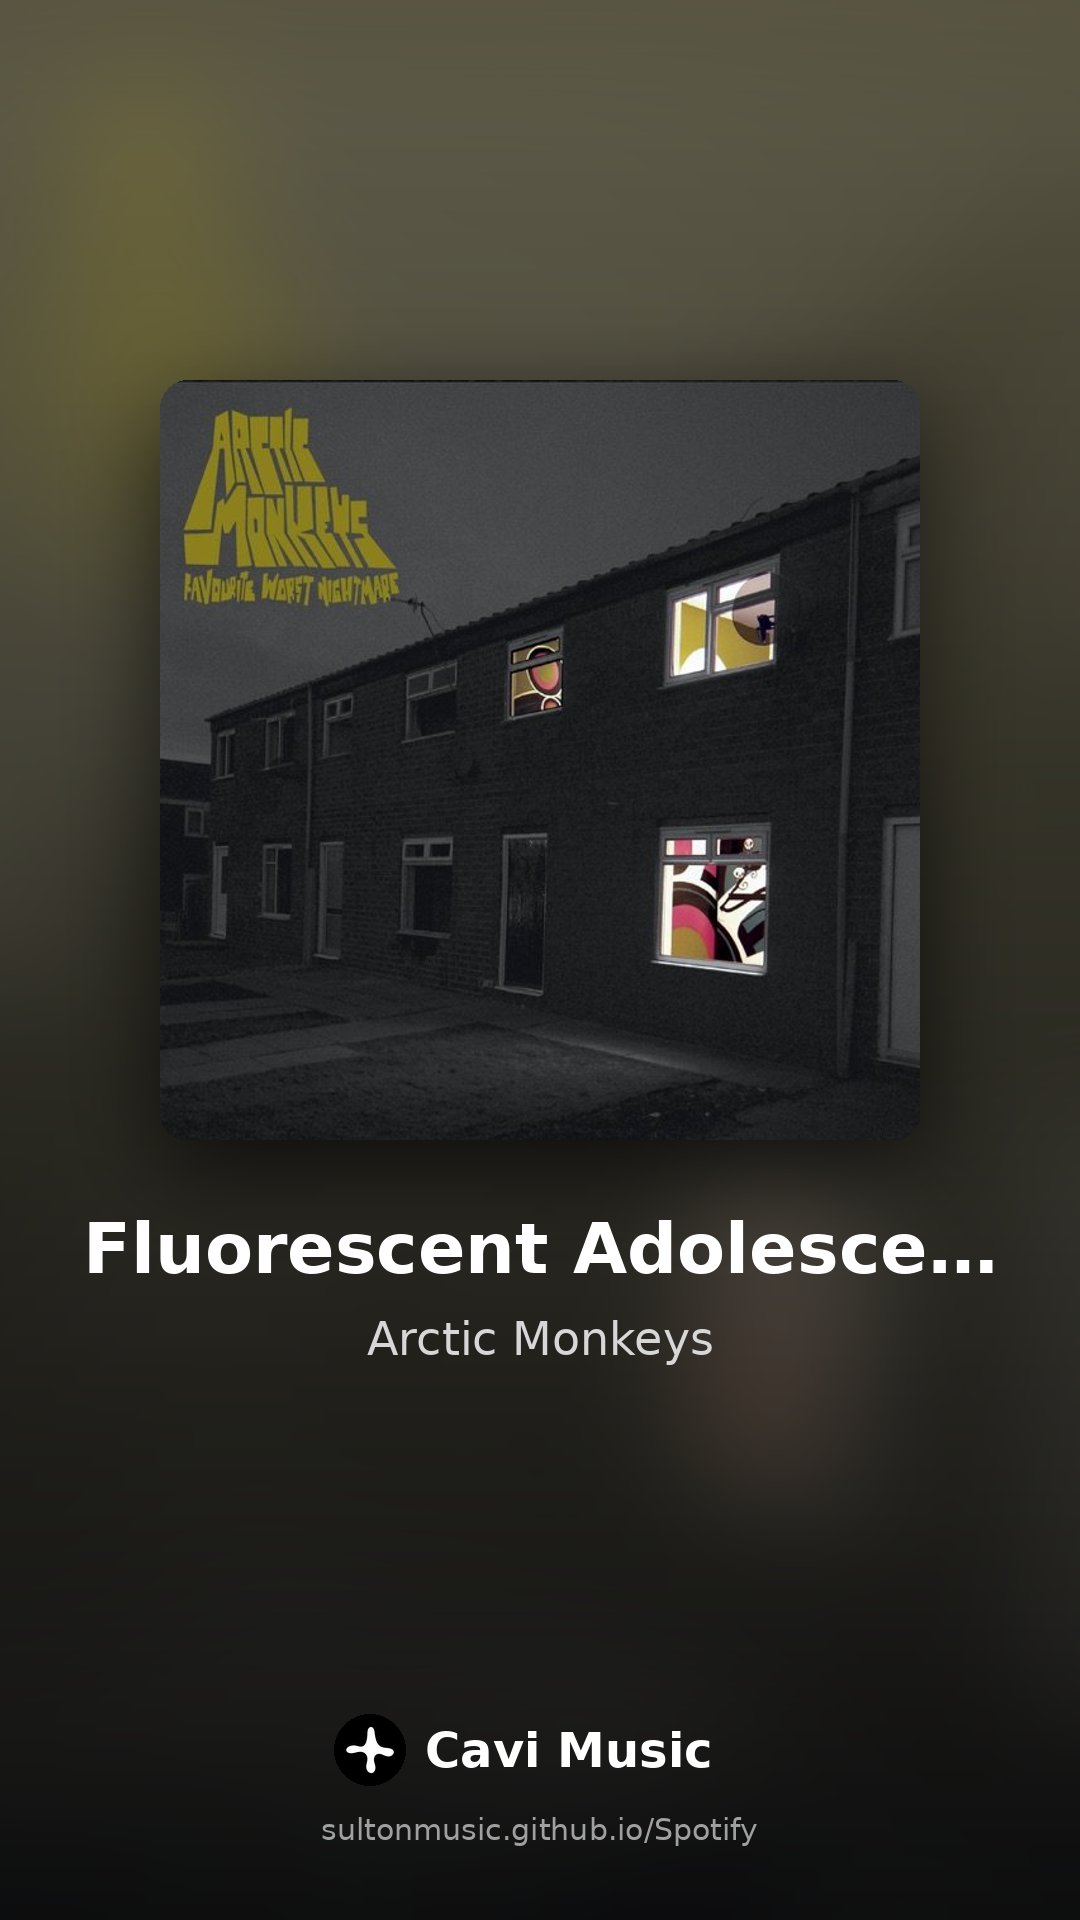 ARCTIC
MONKEYS
FAVOURITE WORST NIGHTMARE
Fluorescent Adolesce...
Arctic Monkeys
Cavi Music
sultonmusic.github.io/Spotify